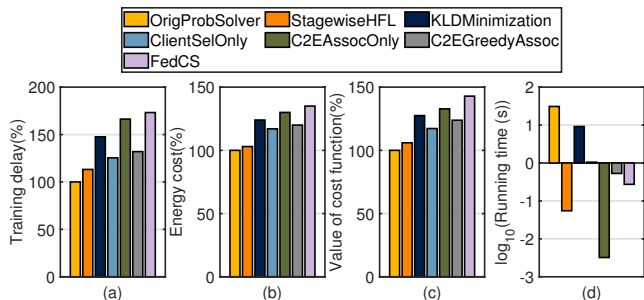 OrigProbSolver StagewiseHFL KLDMinimization
ClientSelOnly C2EAssocOnly C2EGreedyAssoc
FedCS
Training delay(%)
200
150
100
50
0
(a)
Energy cost(%)
150
100
50
0
(b)
Value of cost function(%)
150
100
50
0
(c)
log10(Running time (s))
2
1
0
-1
-2
-3
(d)